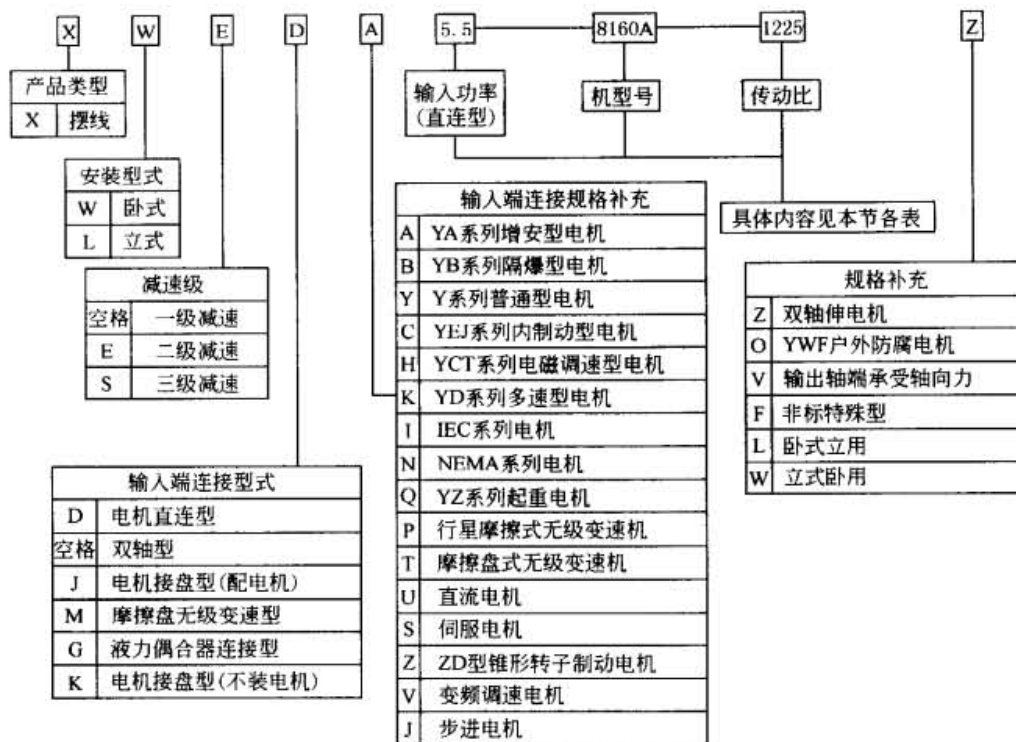 X W E D A 5.5 8160A 1225 Z
产品类型
X 摆线
安装型式
W 卧式
L 立式
减速级
空格 一级减速
E 二级减速
S 三级减速
输入端连接型式
D 电机直连型
空格 双轴型
J 电机接盘型(配电机)
M 摩擦盘无级变速型
G 液力偶合器连接型
K 电机接盘型(不装电机)
输入端连接规格补充
A YA系列增安型电机
B YB系列隔爆型电机
Y Y系列普通型电机
C YEJ系列内制动型电机
H YCT系列电磁调速型电机
K YD系列多速型电机
I IEC系列电机
N NEMA系列电机
Q YZ系列起重电机
P 行星摩擦式无级变速机
T 摩擦盘式无级变速机
U 直流电机
S 伺服电机
Z ZD型锥形转子制动电机
V 变频调速电机
J 步进电机
输入功率
(直连型)
机型号
传动比
具体内容见本节各表
规格补充
Z 双轴伸电机
O YWF户外防腐电机
V 输出轴端承受轴向力
F 非标特殊型
L 卧式立用
W 立式卧用